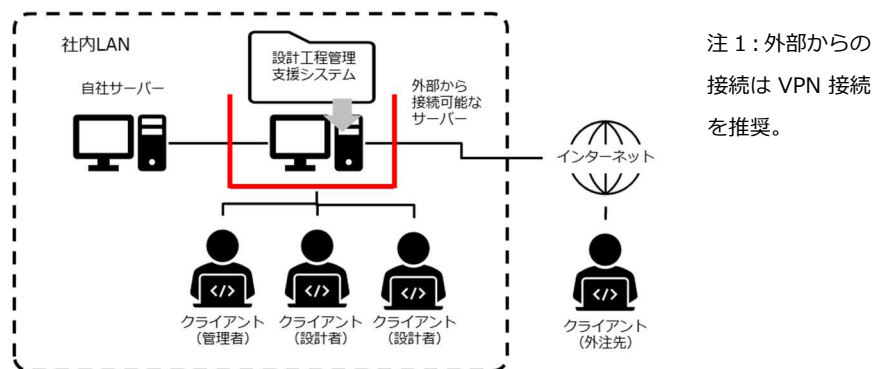 社内LAN
設計工程管理
支援システム
自社サーバー
外部から
接続可能な
サーバー
インターネット
</>
</>
</>
</>
クライアント
(管理者)
クライアント
(設計者)
クライアント
(設計者)
クライアント
(外注先)
注 1：外部からの
接続は VPN 接続
を推奨。